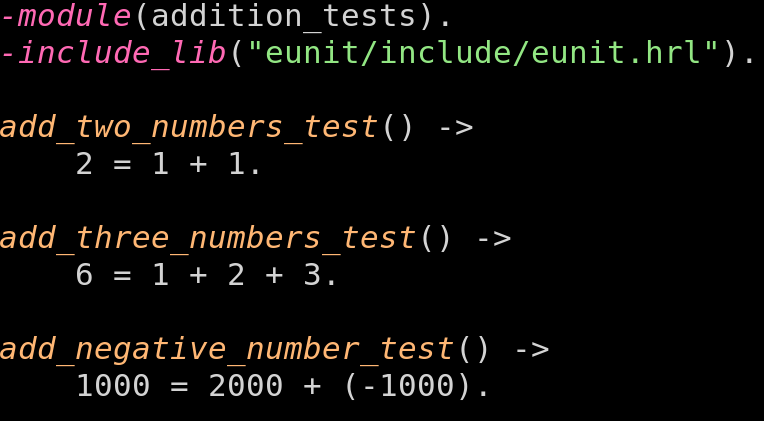 -module(addition_tests).
-include_lib("eunit/include/eunit.hrl").

add_two_numbers_test() ->
    2 = 1 + 1.

add_three_numbers_test() ->
    6 = 1 + 2 + 3.

add_negative_number_test() ->
    1000 = 2000 + (-1000).